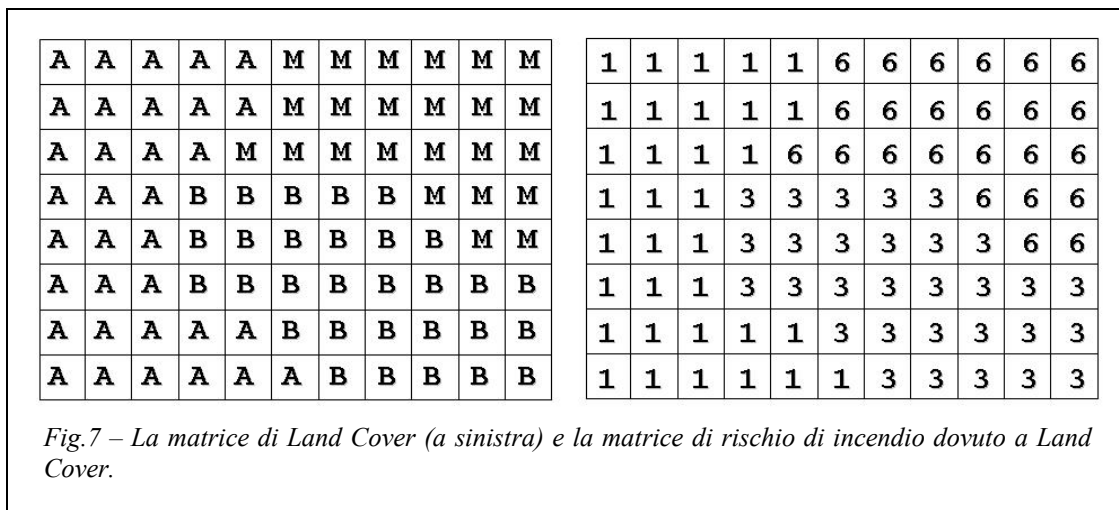 A A A A A M M M M M M
A A A A A M M M M M M
A A A A M M M M M M M
A A A B B B B B M M M
A A A B B B B B B M M
A A A B B B B B B B B
A A A A A B B B B B B
A A A A A A B B B B B
1 1 1 1 1 6 6 6 6 6 6
1 1 1 1 1 6 6 6 6 6 6
1 1 1 1 6 6 6 6 6 6 6
1 1 1 3 3 3 3 3 6 6 6
1 1 1 3 3 3 3 3 3 6 6
1 1 1 3 3 3 3 3 3 3 3
1 1 1 1 1 3 3 3 3 3 3
1 1 1 1 1 1 3 3 3 3 3
Fig.7 – La matrice di Land Cover (a sinistra) e la matrice di rischio di incendio dovuto a Land
Cover.